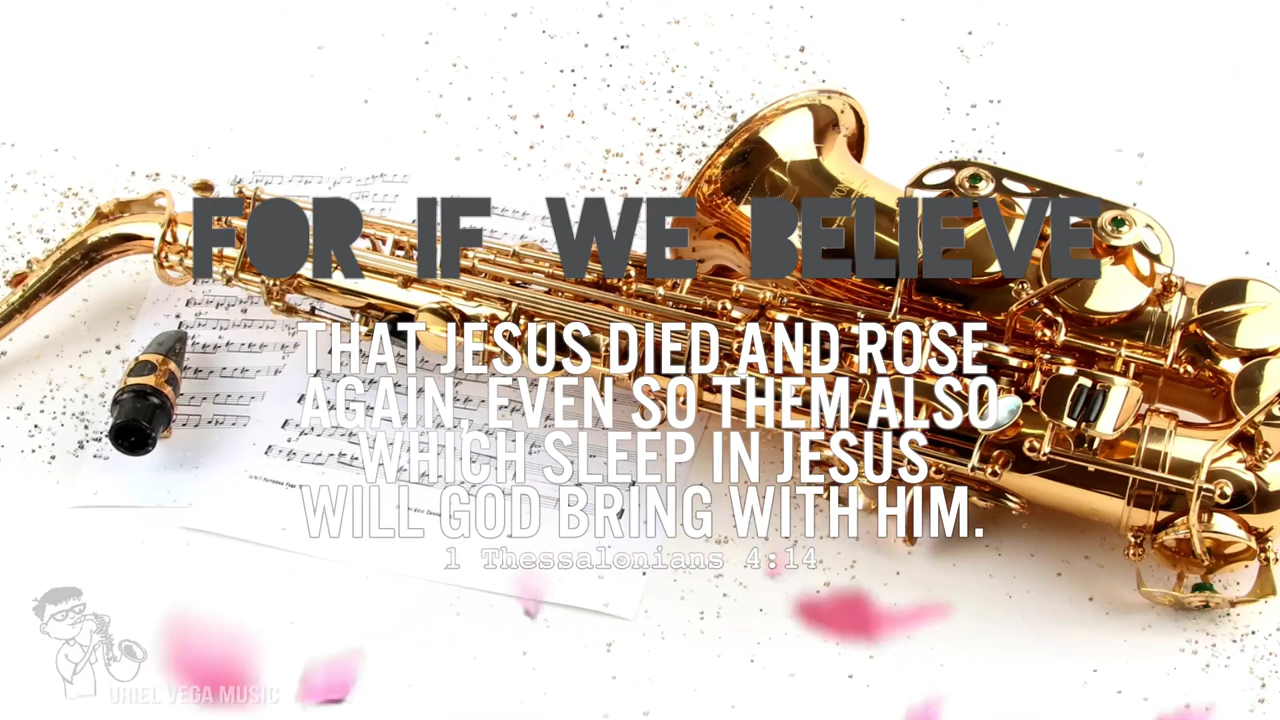 FOR IF WE BELIEVE
THAT JESUS DIED AND ROSE
AGAIN, EVEN SO THEM ALSO
WHICH SLEEP IN JESUS
WILL GOD BRING WITH HIM.
1 Thessalonians 4:14
URIEL VEGA MUSIC